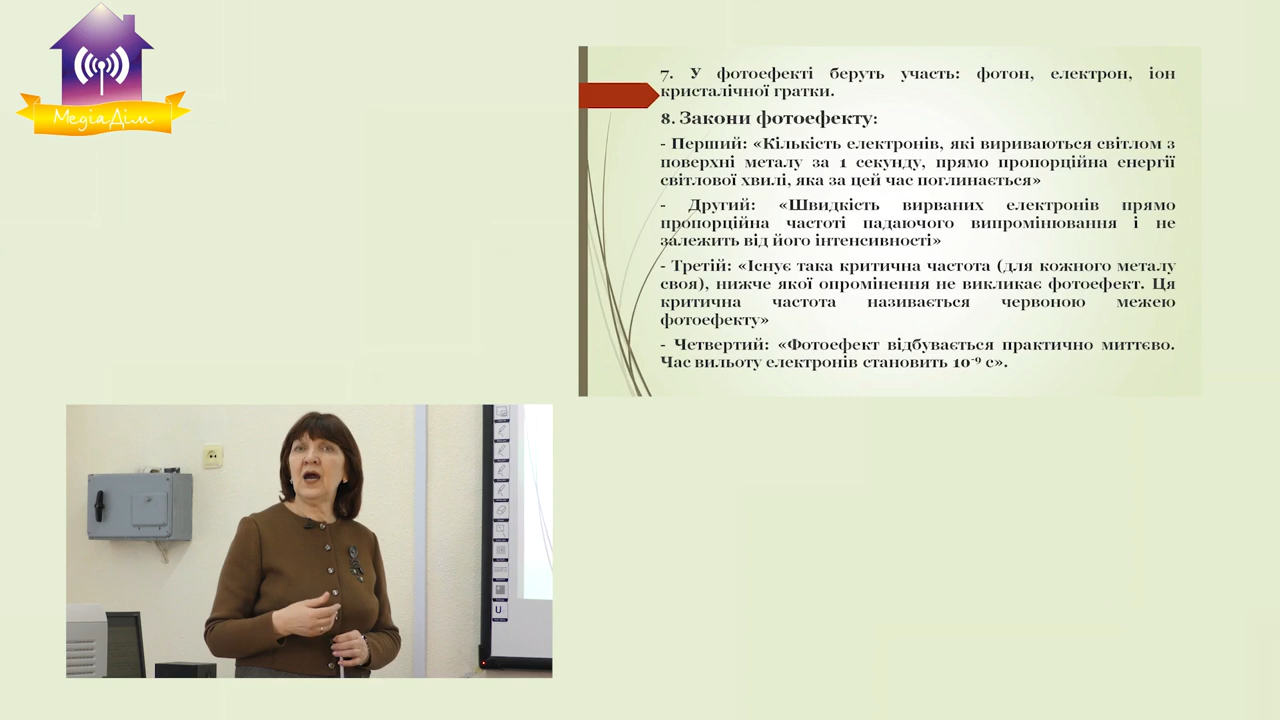 МедіаДім
7. У фотоефекті беруть участь: фотон, електрон, іон
кристалічної гратки.
8. Закони фотоефекту:
- Перший: «Кількість електронів, які вириваються світлом з
поверхні металу за 1 секунду, прямо пропорційна енергії
світлової хвилі, яка за цей час поглинається»
- Другий: «Швидкість вирваних електронів прямо
пропорційна частоті падаючого випромінювання і не
залежить від його інтенсивності»
- Третій: «Існує така критична частота (для кожного металу
своя), нижче якої опромінення не викликає фотоефект. Ця
критична частота називається червоною межею
фотоефекту»
- Четвертий: «Фотоефект відбувається практично миттєво.
Час вильоту електронів становить 10⁻⁹ с».
U